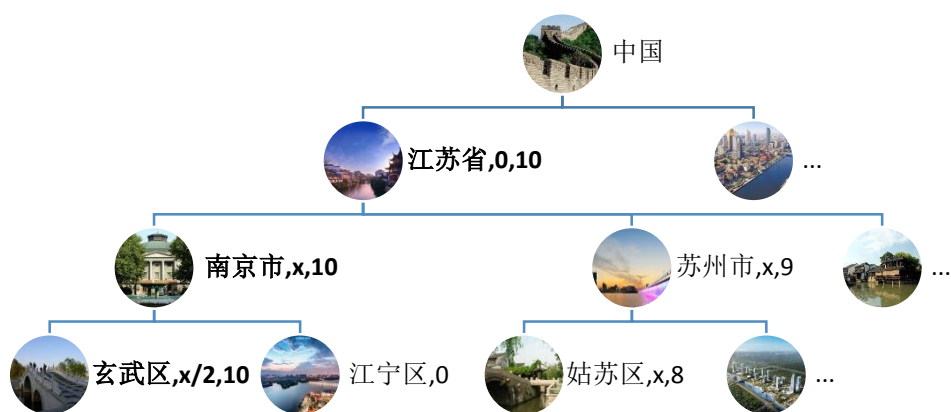 中国
江苏省,0,10
...
南京市,x,10
苏州市,x,9
...
玄武区,x/2,10
江宁区,0
姑苏区,x,8
...